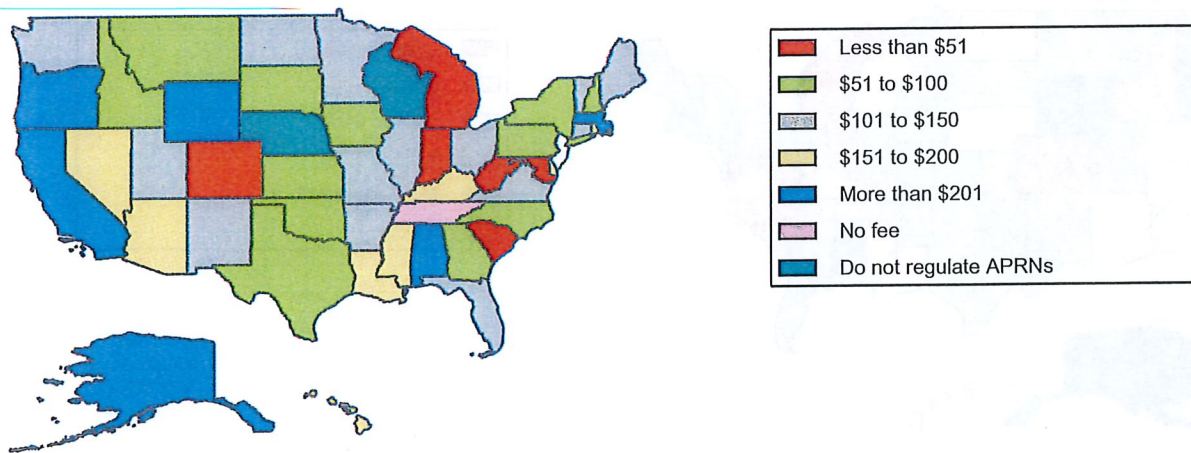 Less than $51
$51 to $100
$101 to $150
$151 to $200
More than $201
No fee
Do not regulate APRNs